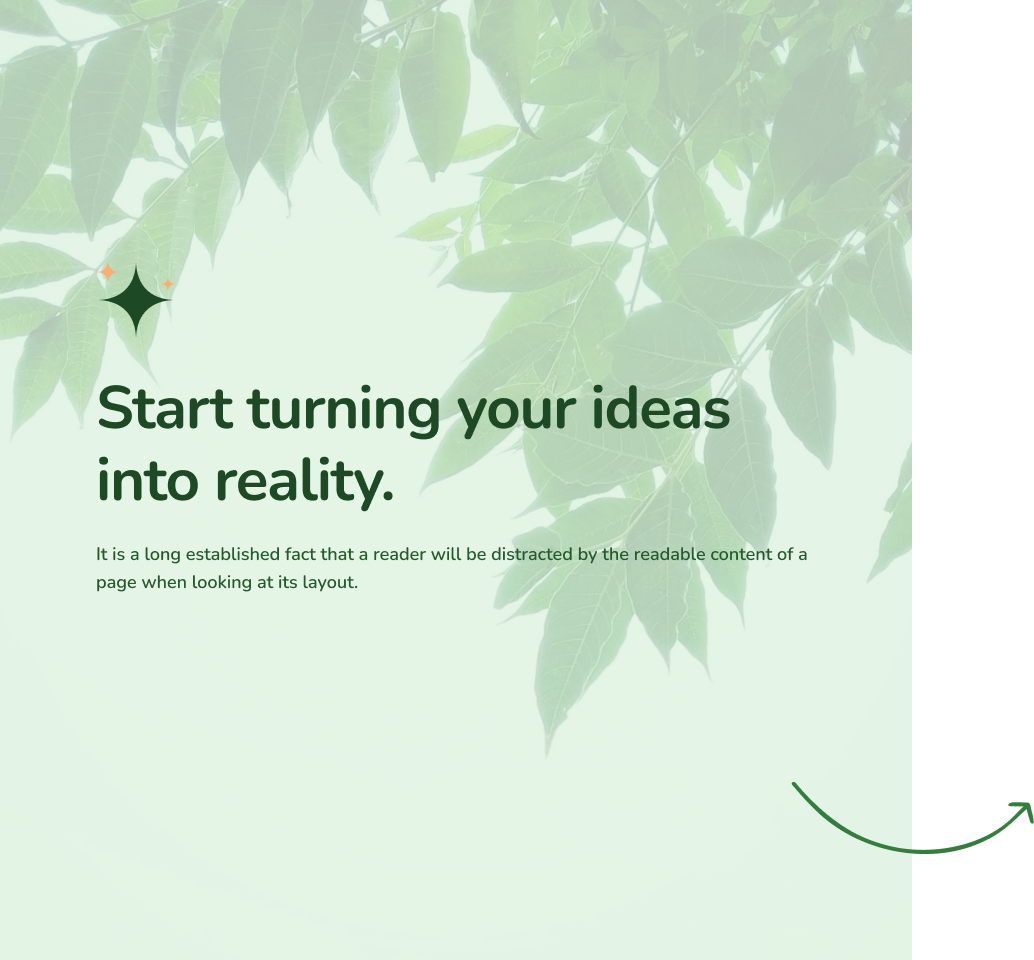 Start turning your ideas
into reality.
It is a long established fact that a reader will be distracted by the readable content of a
page when looking at its layout.